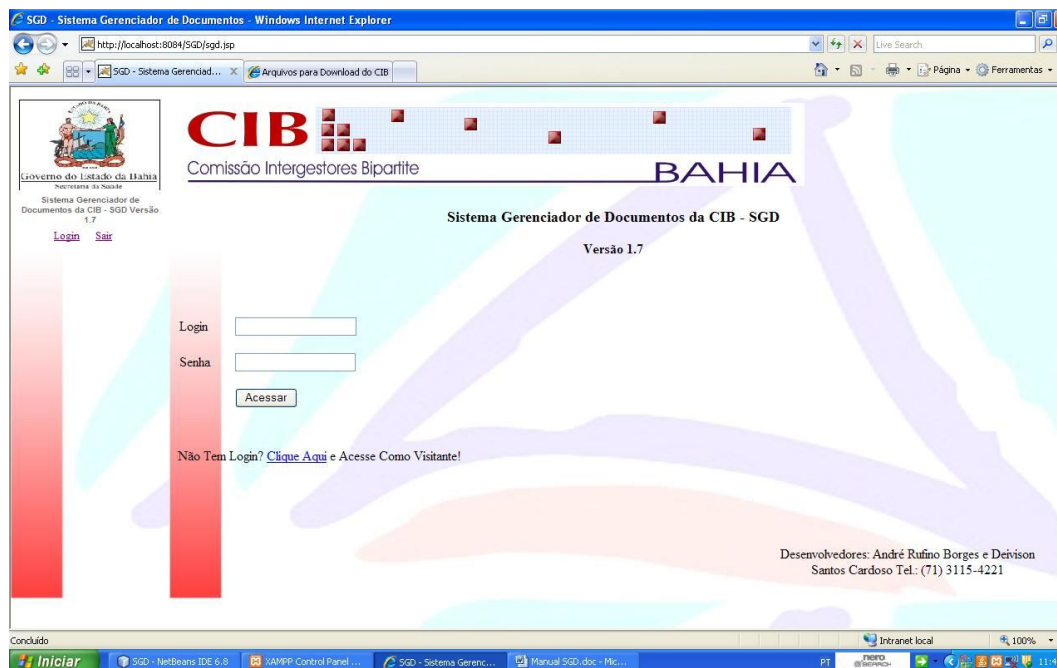 SGD - Sistema Gerenciador de Documentos - Windows Internet Explorer
http://localhost:8084/SGD/sgd.jsp
Live Search
SGD - Sistema Gerenciad...
Arquivos para Download do CIB
Página
Ferramentas
Governo do Estado da Bahia
Secretaria da Saúde
Sistema Gerenciador de
Documentos da CIB - SGD Versão
1.7
Login Sair
CIB
Comissão Intergestores Bipartite
BAHIA
Sistema Gerenciador de Documentos da CIB - SGD
Versão 1.7
Login
Senha
Acessar
Não Tem Login? Clique Aqui e Acesse Como Visitante!
Desenvolvedores: André Rufino Borges e Deivison
Santos Cardoso Tel.: (71) 3115-4221
Concluído
Intranet local
100%
Iniciar
SGD - NetBeans IDE 6.8
XAMPP Control Panel ...
SGD - Sistema Gerenc...
Manual SGD.doc - Mic...
PT
nero
SEARCH